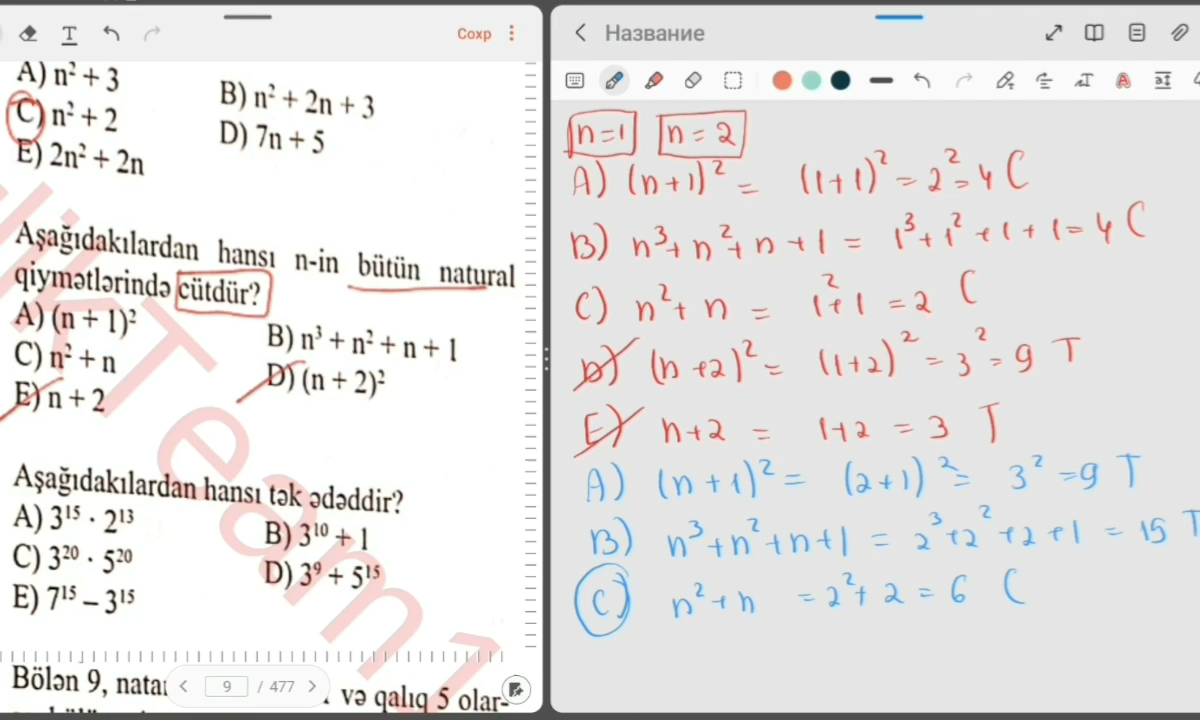 Сохр
A) n² + 3
B) n² + 2n + 3
C) n² + 2
D) 7n + 5
E) 2n² + 2n
Aşağıdakılardan hansı n-in bütün natural
qiymətlərində cütdür?
A) (n + 1)²
B) n³ + n² + n + 1
C) n² + n
D) (n + 2)²
E) n + 2
Aşağıdakılardan hansı tək ədəddir?
A) 3¹⁵ · 2¹³
B) 3¹⁰ + 1
C) 3²⁰ · 5²⁰
D) 3⁹ + 5¹⁵
E) 7¹⁵ – 3¹⁵
Bölən 9, və qalıq 5 olar-
9 / 477
Название
n=1 n=2
A) (n+1)² = (1+1)² = 2² = 4 C
B) n³+n²+n+1 = 1³+1²+1+1=4 C
C) n²+n = 1²+1 = 2 C
D) (n+2)² = (1+2)² = 3² = 9 T
E) n+2 = 1+2 = 3 T
A) (n+1)² = (2+1)² = 3² = 9 T
B) n³+n²+n+1 = 2³+2²+2+1 = 15 T
C) n²+n = 2²+2 = 6 C